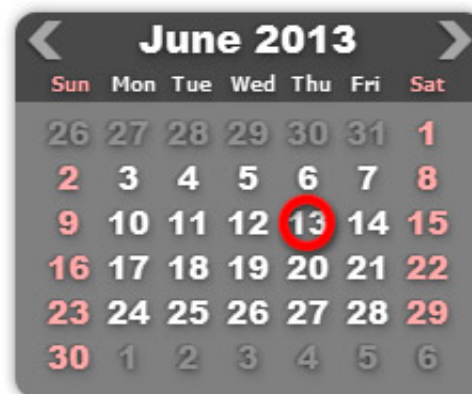 June 2013
Sun Mon Tue Wed Thu Fri Sat
26 27 28 29 30 31 1
2 3 4 5 6 7 8
9 10 11 12 13 14 15
16 17 18 19 20 21 22
23 24 25 26 27 28 29
30 1 2 3 4 5 6